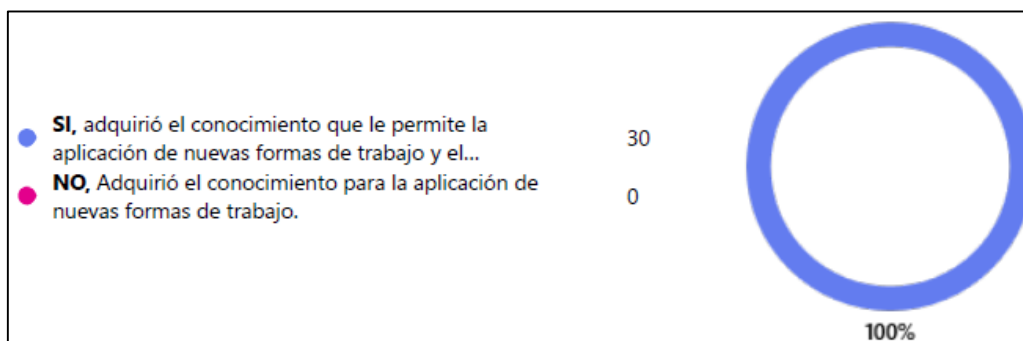 SI, adquirió el conocimiento que le permite la
aplicación de nuevas formas de trabajo y el...
30
NO, Adquirió el conocimiento para la aplicación de
nuevas formas de trabajo.
0
100%